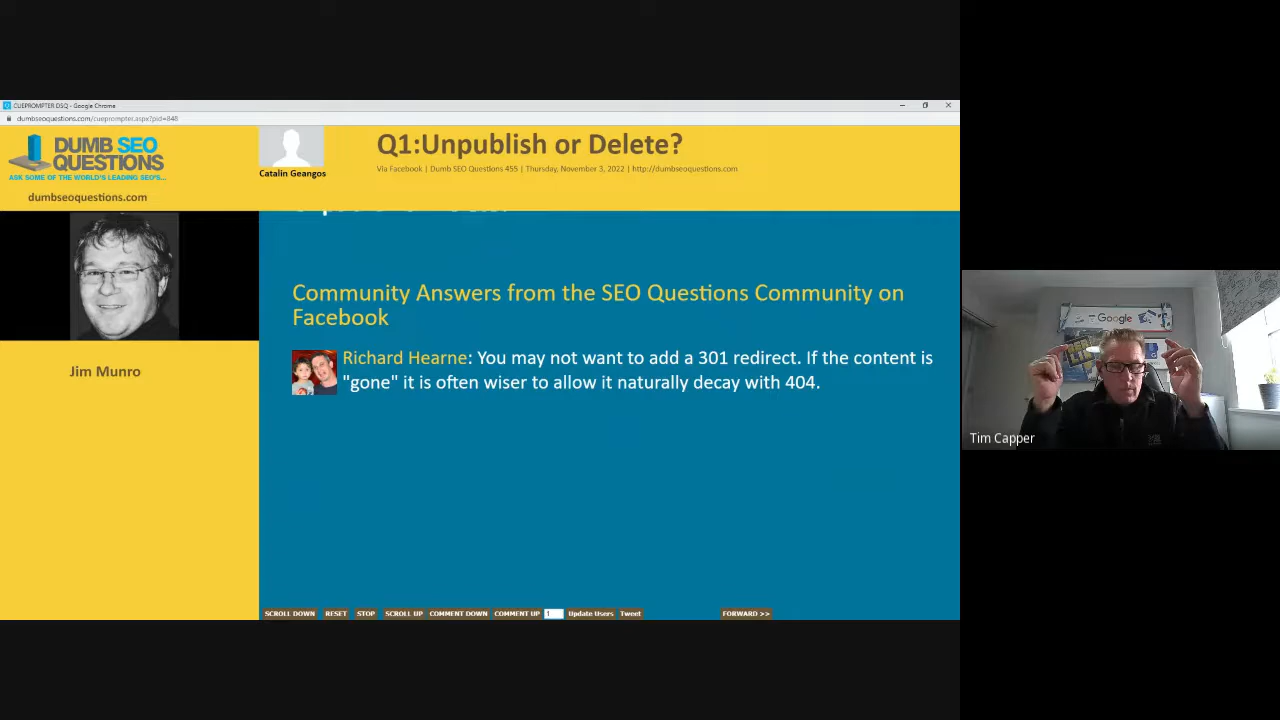 CUEPROMPTER DSQ - Google Chrome
dumbseoquestions.com/cueprompter.aspx?pid=848
DUMB SEO
QUESTIONS
ASK SOME OF THE WORLD'S LEADING SEO'S...
dumbseoquestions.com
Catalin Geangos
Q1:Unpublish or Delete?
Via Facebook | Dumb SEO Questions 455 | Thursday, November 3, 2022 | http://dumbseoquestions.com
Jim Munro
Community Answers from the SEO Questions Community on
Facebook
Richard Hearne: You may not want to add a 301 redirect. If the content is
"gone" it is often wiser to allow it naturally decay with 404.
SCROLL DOWN RESET STOP SCROLL UP COMMENT DOWN COMMENT UP 1 Update Users Tweet FORWARD >>
Google
Tim Capper